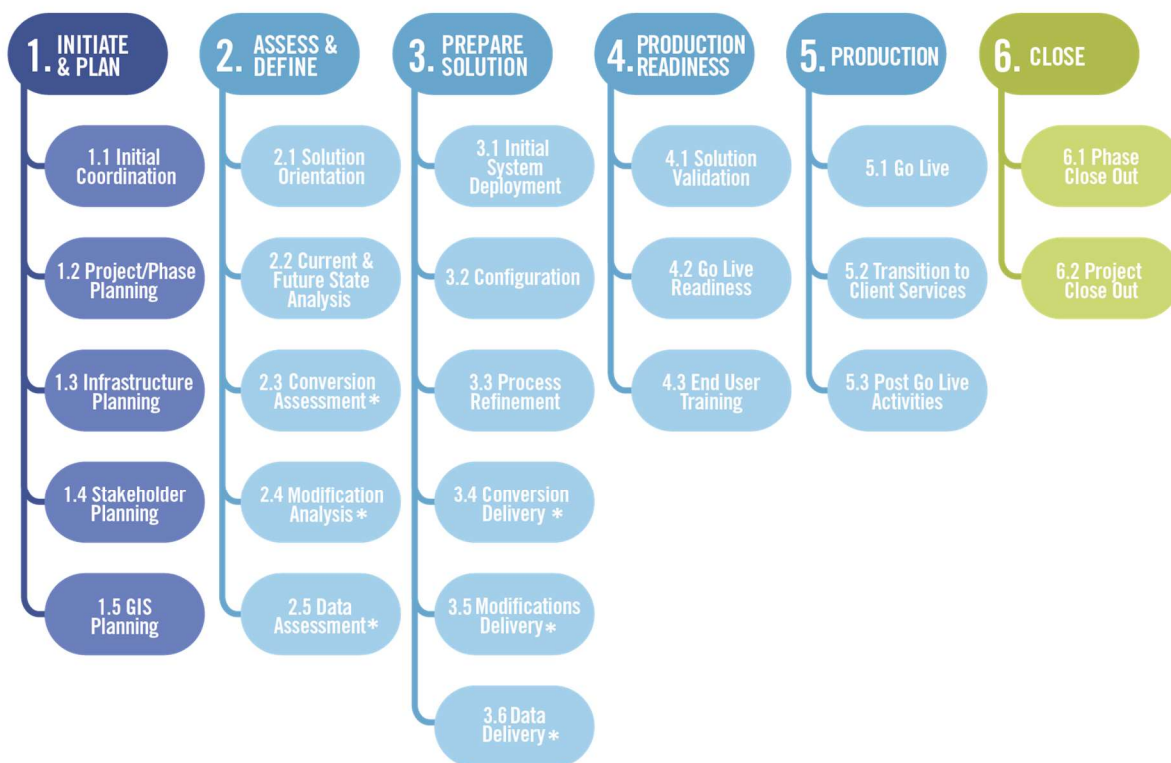 1. INITIATE
& PLAN
1.1 Initial
Coordination
1.2 Project/Phase
Planning
1.3 Infrastructure
Planning
1.4 Stakeholder
Planning
1.5 GIS
Planning
2. ASSESS &
DEFINE
2.1 Solution
Orientation
2.2 Current &
Future State
Analysis
2.3 Conversion
Assessment*
2.4 Modification
Analysis*
2.5 Data
Assessment*
3. PREPARE
SOLUTION
3.1 Initial
System
Deployment
3.2 Configuration
3.3 Process
Refinement
3.4 Conversion
Delivery *
3.5 Modifications
Delivery*
3.6 Data
Delivery*
4. PRODUCTION
READINESS
4.1 Solution
Validation
4.2 Go Live
Readiness
4.3 End User
Training
5. PRODUCTION
5.1 Go Live
5.2 Transition to
Client Services
5.3 Post Go Live
Activities
6. CLOSE
6.1 Phase
Close Out
6.2 Project
Close Out